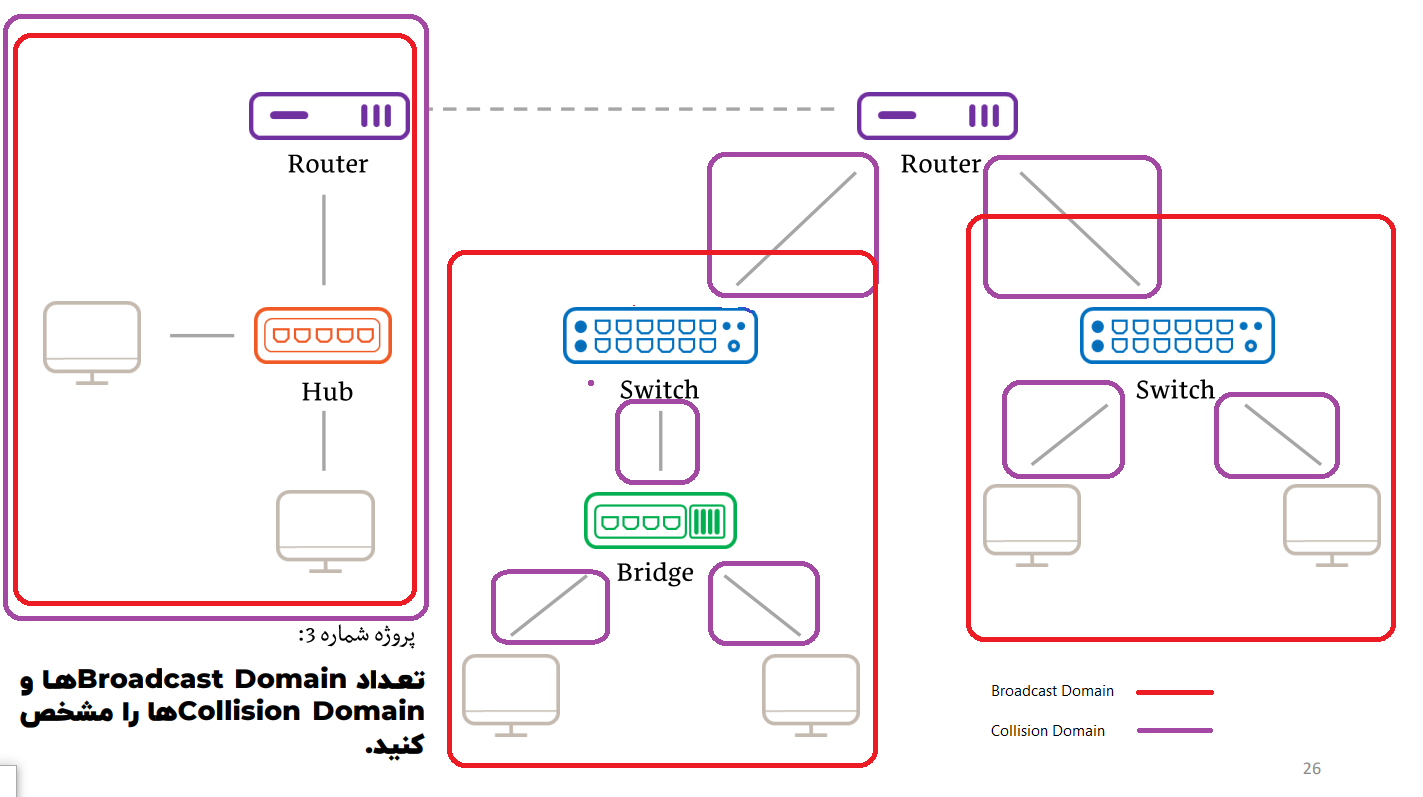 Router
Router
Hub
Switch
Switch
Bridge
پروژه شماره 3:
تعداد Broadcast Domainها و
Collision Domainها را مشخص
کنید.
Broadcast Domain
Collision Domain
26